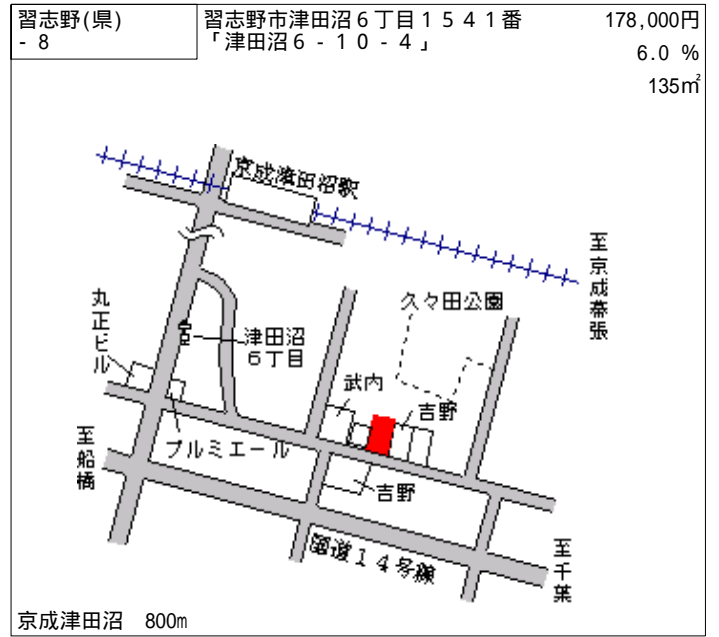 習志野(県)
- 8
習志野市津田沼６丁目１５４１番
「津田沼６－１０－４」
178,000円
6.0 %
135㎡
京成津田沼駅
至京成幕張
久々田公園
丸正ビル
津田沼
６丁目
武内
吉野
プルミエール
至船橋
吉野
国道１４号線
至千葉
京成津田沼 800m